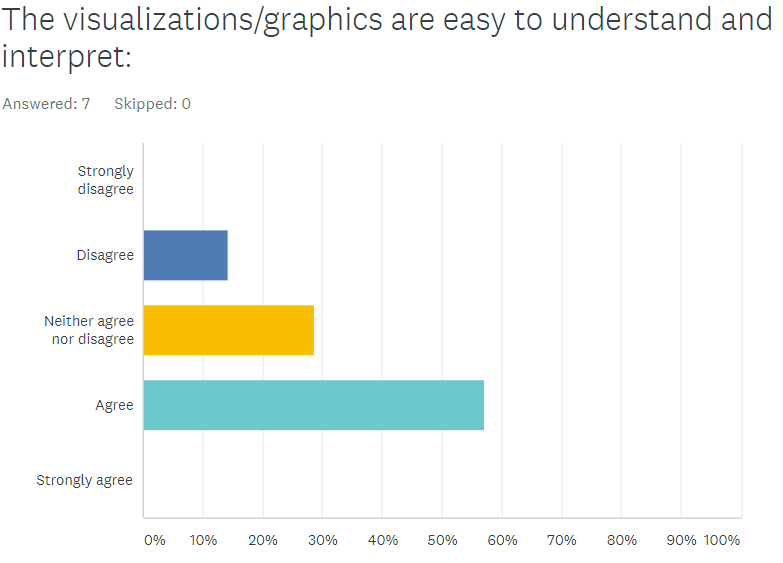 The visualizations/graphics are easy to understand and
interpret:
Answered: 7 Skipped: 0
Strongly
disagree
Disagree
Neither agree
nor disagree
Agree
Strongly agree
0% 10% 20% 30% 40% 50% 60% 70% 80% 90% 100%